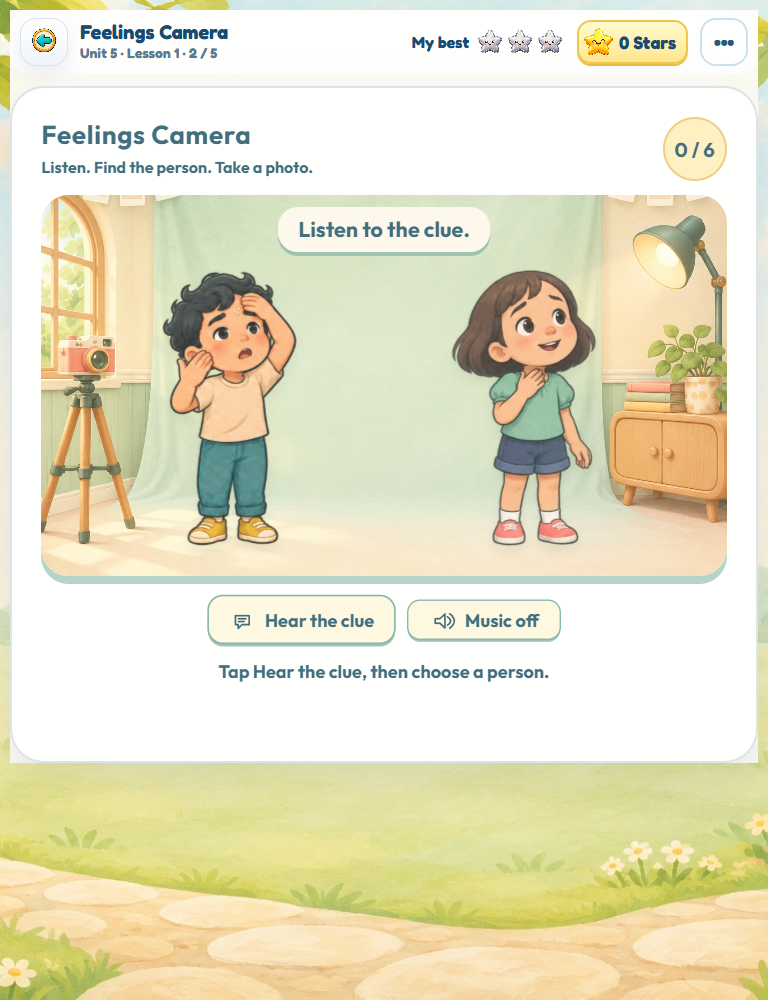 Feelings Camera
Unit 5 · Lesson 1 · 2 / 5
My best
0 Stars
Feelings Camera
Listen. Find the person. Take a photo.
0 / 6
Listen to the clue.
Hear the clue
Music off
Tap Hear the clue, then choose a person.